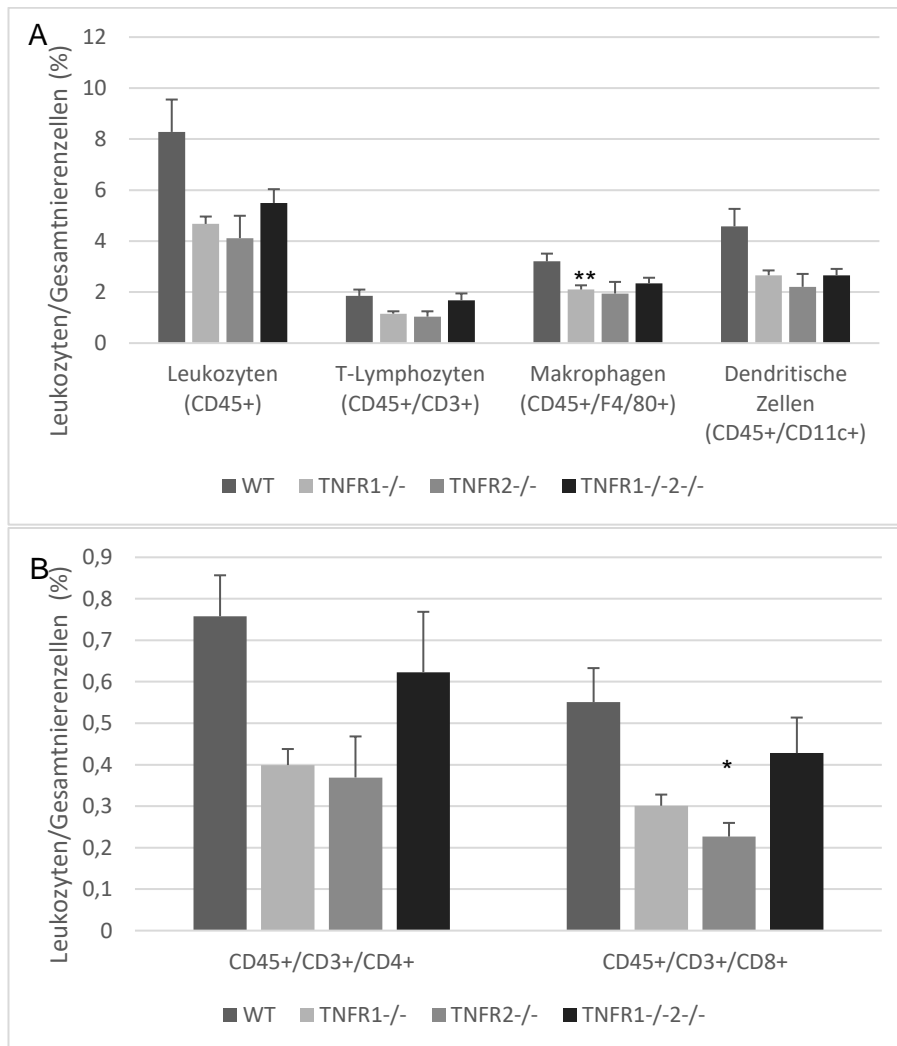 A
Leukozyten/Gesamtnierenzellen (%)
12
10
8
6
4
2
0
**
Leukozyten
(CD45+)
T-Lymphozyten
(CD45+/CD3+)
Makrophagen
(CD45+/F4/80+)
Dendritische
Zellen
(CD45+/CD11c+)
WT TNFR1-/- TNFR2-/- TNFR1-/-2-/-
B
Leukozyten/Gesamtnierenzellen (%)
0,9
0,8
0,7
0,6
0,5
0,4
0,3
0,2
0,1
0
*
CD45+/CD3+/CD4+
CD45+/CD3+/CD8+
WT TNFR1-/- TNFR2-/- TNFR1-/-2-/-